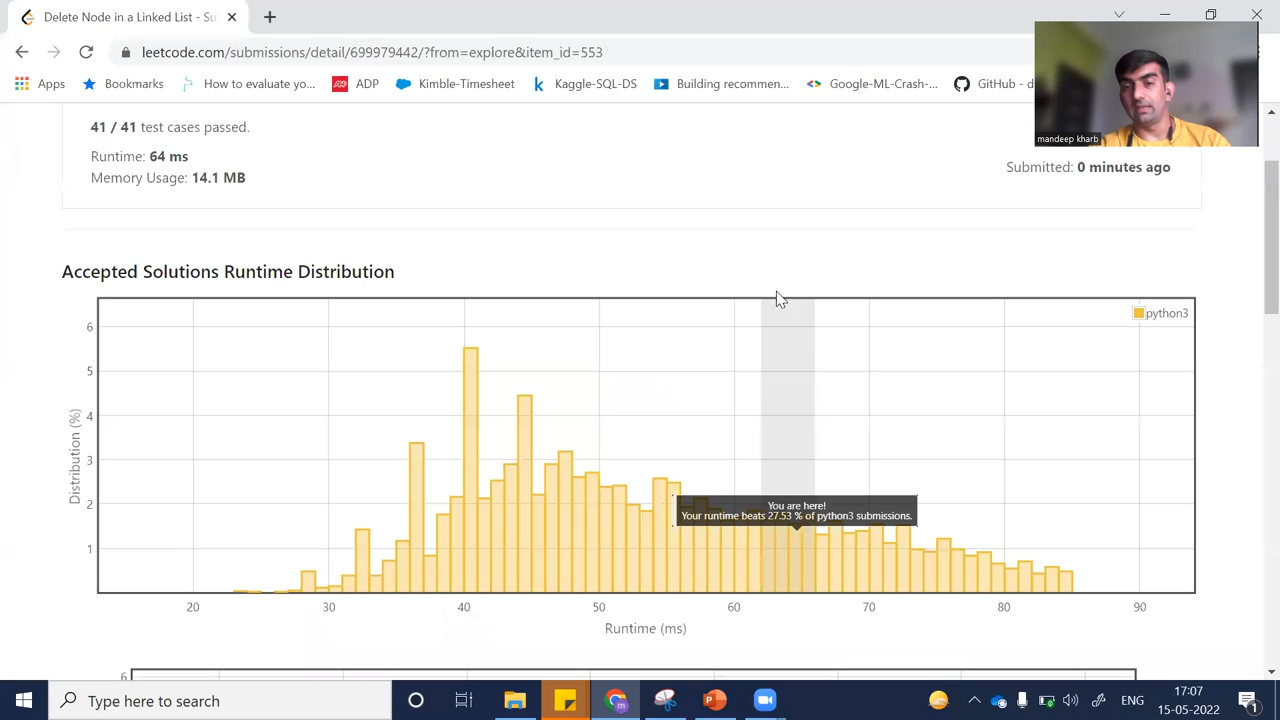 Delete Node in a Linked List - Su
leetcode.com/submissions/detail/699979442/?from=explore&item_id=553
Apps
Bookmarks
How to evaluate yo...
ADP
Kimble-Timesheet
Kaggle-SQL-DS
Building recommen...
Google-ML-Crash-...
GitHub - d
mandeep kharb
41 / 41 test cases passed.
Runtime: 64 ms
Memory Usage: 14.1 MB
Submitted: 0 minutes ago
Accepted Solutions Runtime Distribution
python3
Distribution (%)
6
5
4
3
2
1
You are here!
Your runtime beats 27.53 % of python3 submissions.
20 30 40 50 60 70 80 90
Runtime (ms)
6
Type here to search
ENG
17:07
15-05-2022
1